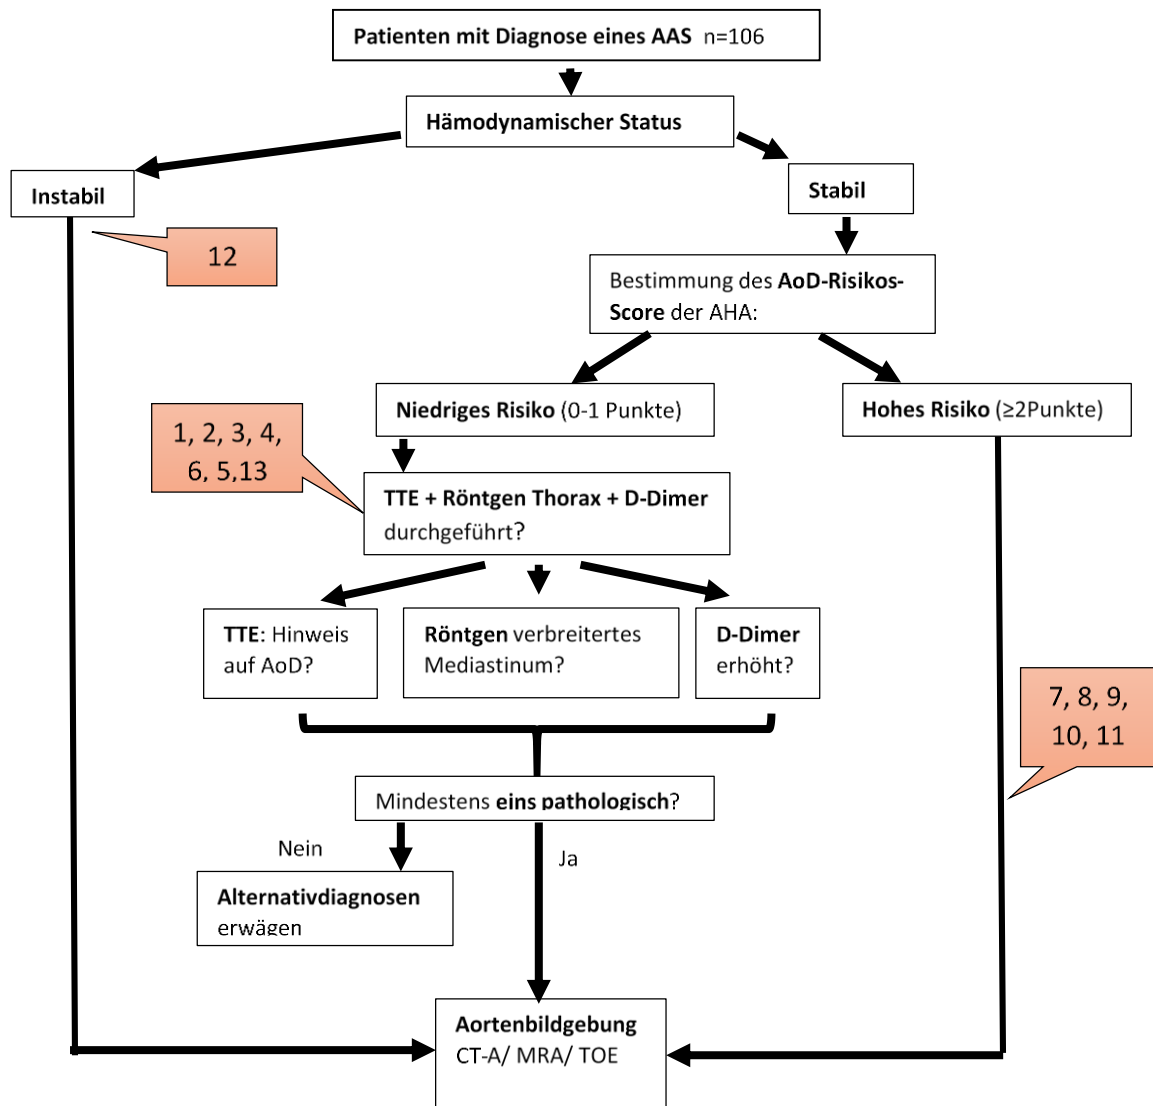 Patienten mit Diagnose eines AAS n=106
Hämodynamischer Status
Instabil
Stabil
12
Bestimmung des AoD-Risikos-
Score der AHA:
Niedriges Risiko (0-1 Punkte)
Hohes Risiko (≥2Punkte)
1, 2, 3, 4,
6, 5,13
TTE + Röntgen Thorax + D-Dimer
durchgeführt?
TTE: Hinweis
auf AoD?
Röntgen verbreitertes
Mediastinum?
D-Dimer
erhöht?
7, 8, 9,
10, 11
Mindestens eins pathologisch?
Nein
Ja
Alternativdiagnosen
erwägen
Aortenbildgebung
CT-A/ MRA/ TOE